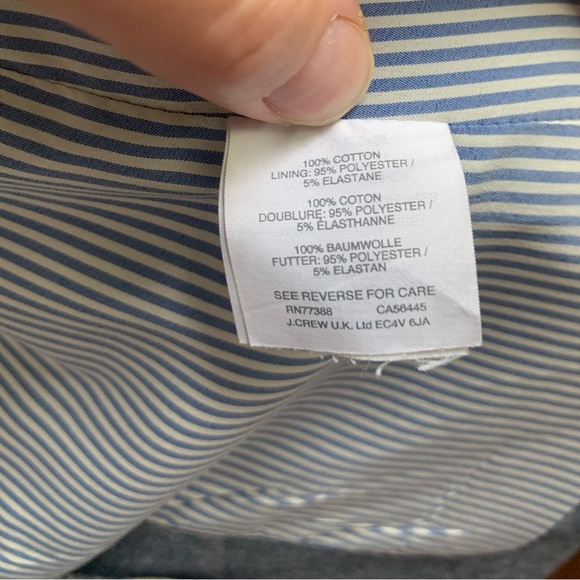 100% COTTON
LINING: 95% POLYESTER /
5% ELASTANE
100% COTON
DOUBLURE: 95% POLYESTER /
5% ÉLASTHANNE
100% BAUMWOLLE
FUTTER: 95% POLYESTER /
5% ELASTAN
SEE REVERSE FOR CARE
RN77388 CA56445
J.CREW U.K. Ltd EC4V 6JA